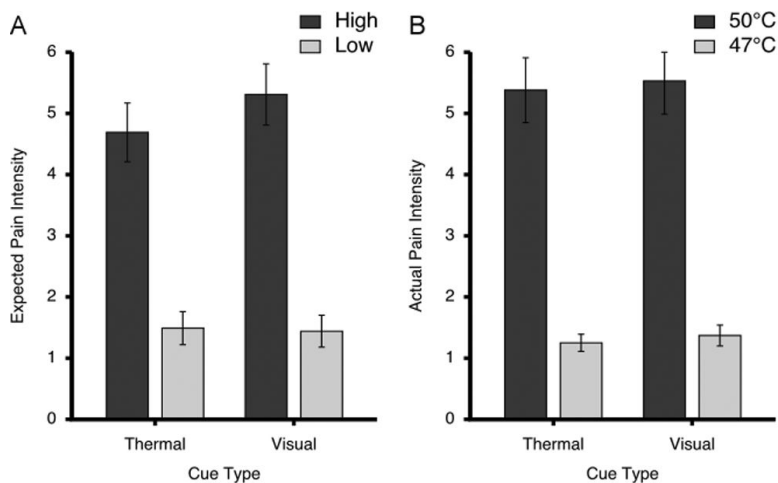 A
High
Low
Expected Pain Intensity
6
5
4
3
2
1
0
Thermal Visual
Cue Type
B
50°C
47°C
Actual Pain Intensity
6
5
4
3
2
1
0
Thermal Visual
Cue Type